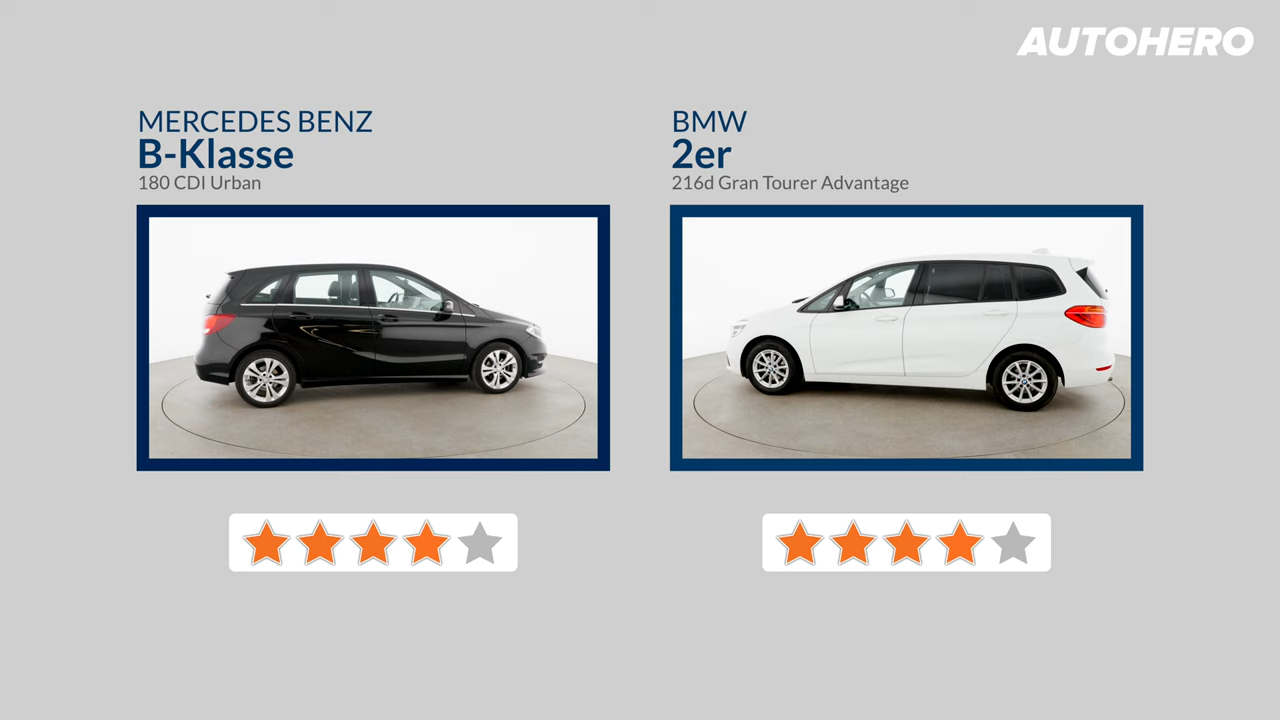 AUTOHERO
MERCEDES BENZ
B-Klasse
180 CDI Urban
BMW
2er
216d Gran Tourer Advantage